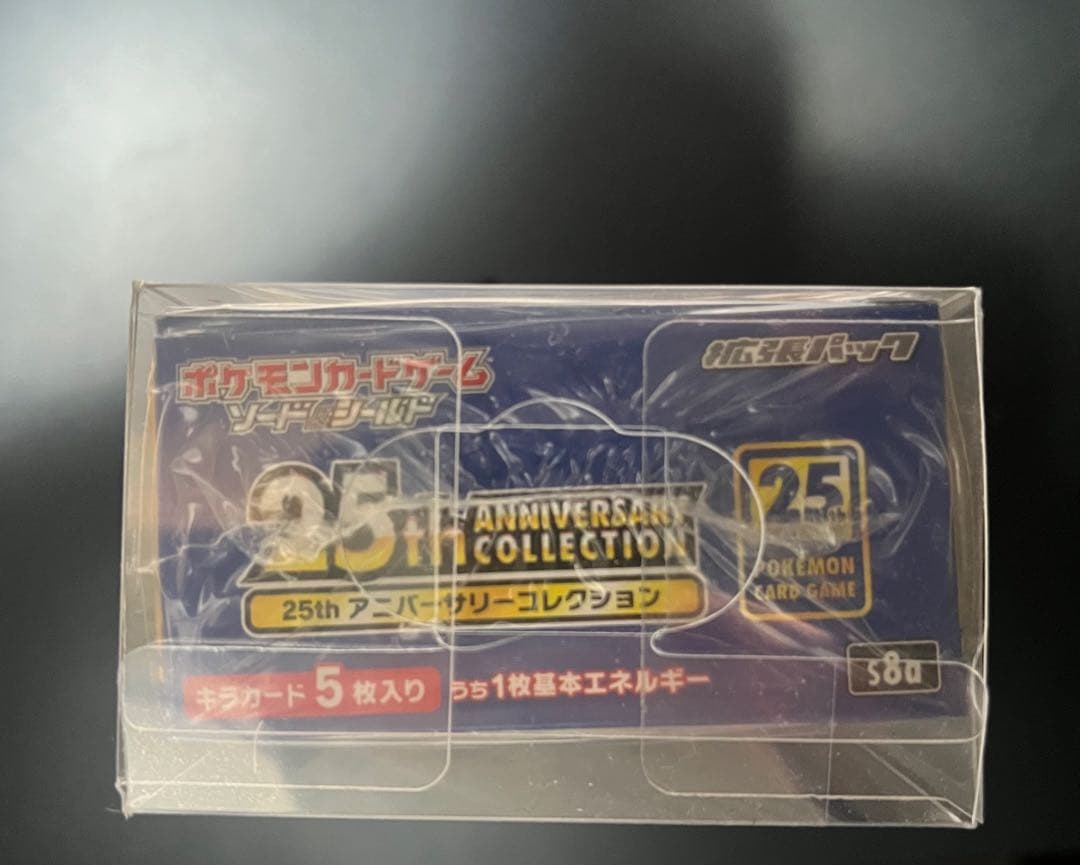 ポケモンカードゲーム
ソード&シールド
拡張パック
25th ANNIVERSARY
COLLECTION
25th アニバーサリーコレクション
25
POKÉMON
CARD GAME
キラカード 5 枚入り うち1枚基本エネルギー
s8a